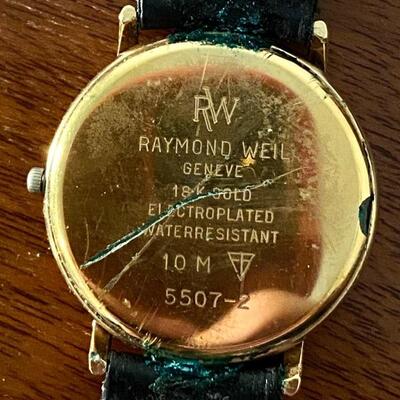 RW
RAYMOND WEIL
GENEVE
18 K GOLD
ELECTROPLATED
WATERRESISTANT
10 M
5507-2